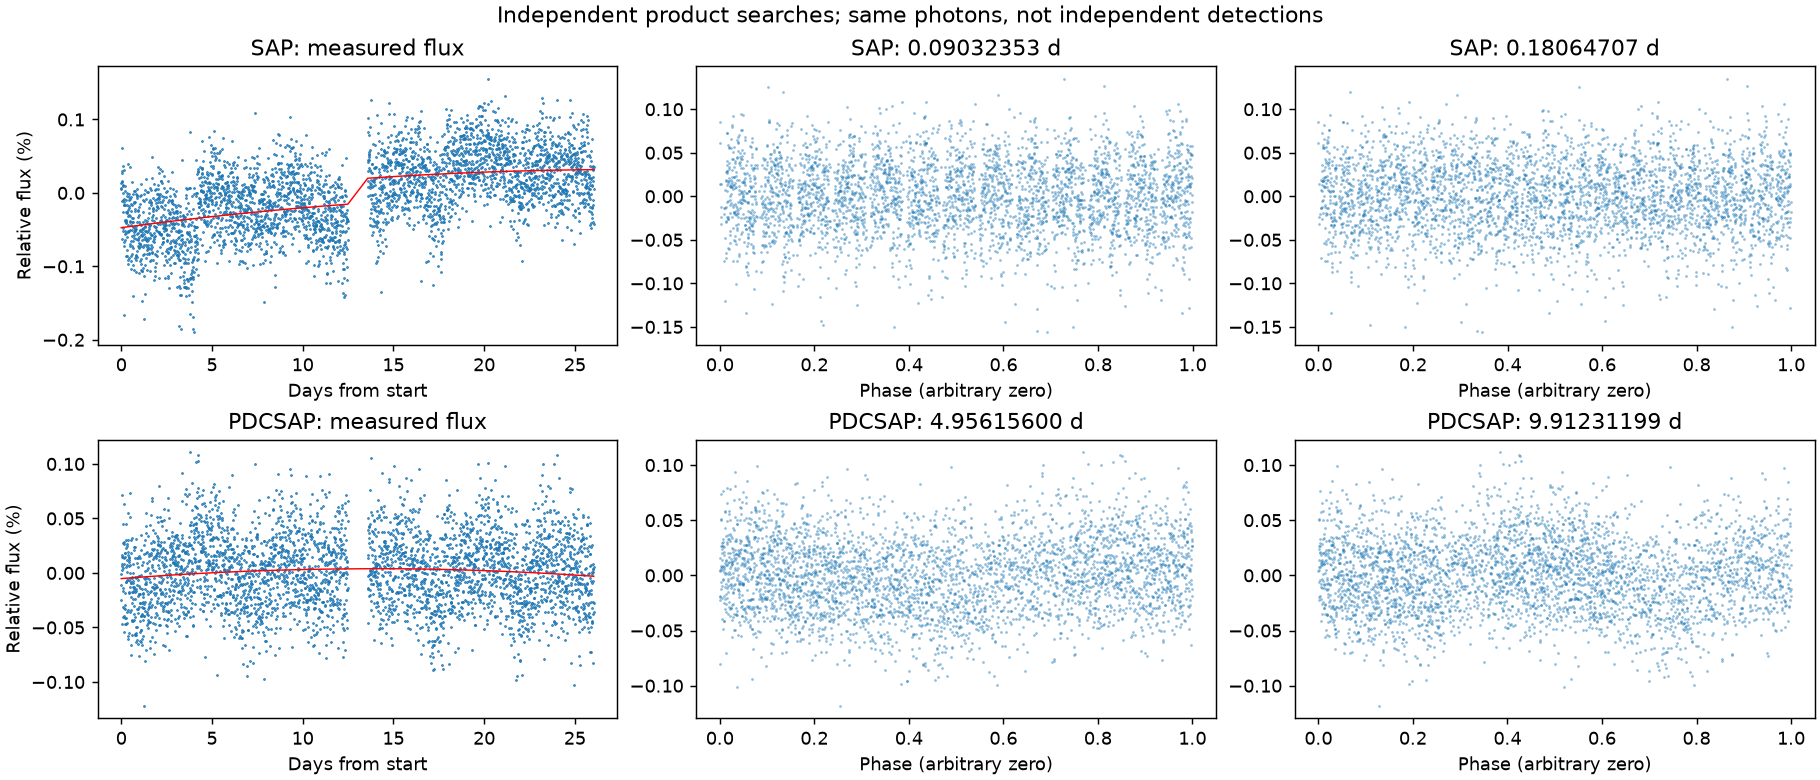 Independent product searches; same photons, not independent detections
SAP: measured flux
Relative flux (%)
0.1
0.0
−0.1
−0.2
0 5 10 15 20 25
Days from start
SAP: 0.09032353 d
0.10
0.05
0.00
−0.05
−0.10
−0.15
0.0 0.2 0.4 0.6 0.8 1.0
Phase (arbitrary zero)
SAP: 0.18064707 d
0.10
0.05
0.00
−0.05
−0.10
−0.15
0.0 0.2 0.4 0.6 0.8 1.0
Phase (arbitrary zero)
PDCSAP: measured flux
Relative flux (%)
0.10
0.05
0.00
−0.05
−0.10
0 5 10 15 20 25
Days from start
PDCSAP: 4.95615600 d
0.10
0.05
0.00
−0.05
−0.10
0.0 0.2 0.4 0.6 0.8 1.0
Phase (arbitrary zero)
PDCSAP: 9.91231199 d
0.10
0.05
0.00
−0.05
−0.10
0.0 0.2 0.4 0.6 0.8 1.0
Phase (arbitrary zero)